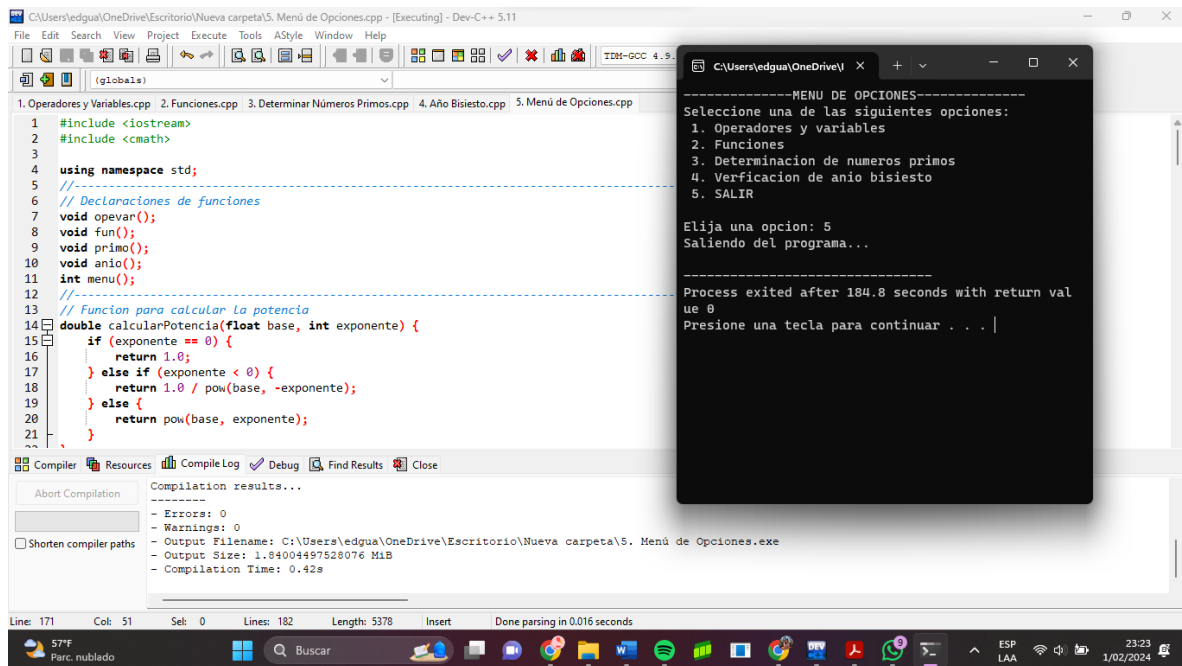 C:\Users\edgua\OneDrive\Escritorio\Nueva carpeta\5. Menú de Opciones.cpp - [Executing] - Dev-C++ 5.11
File Edit Search View Project Execute Tools AStyle Window Help
TDM-GCC 4.9.
(globals)
1. Operadores y Variables.cpp 2. Funciones.cpp 3. Determinar Números Primos.cpp 4. Año Bisiesto.cpp 5. Menú de Opciones.cpp
1 #include <iostream>
2 #include <cmath>
3
4 using namespace std;
5 //--------------------------------------------------------------------------------
6 // Declaraciones de funciones
7 void opevar();
8 void fun();
9 void primo();
10 void anio();
11 int menu();
12 //--------------------------------------------------------------------------------
13 // Funcion para calcular la potencia
14 double calcularPotencia(float base, int exponente) {
15 if (exponente == 0) {
16 return 1.0;
17 } else if (exponente < 0) {
18 return 1.0 / pow(base, -exponente);
19 } else {
20 return pow(base, exponente);
21 }
C:\Users\edgua\OneDrive\I
--------------MENU DE OPCIONES--------------
Seleccione una de las siguientes opciones:
1. Operadores y variables
2. Funciones
3. Determinacion de numeros primos
4. Verficacion de anio bisiesto
5. SALIR
Elija una opcion: 5
Saliendo del programa...
--------------------------------
Process exited after 184.8 seconds with return val
ue 0
Presione una tecla para continuar . . .
Compiler Resources Compile Log Debug Find Results Close
Abort Compilation
Shorten compiler paths
Compilation results...
--------
- Errors: 0
- Warnings: 0
- Output Filename: C:\Users\edgua\OneDrive\Escritorio\Nueva carpeta\5. Menú de Opciones.exe
- Output Size: 1.84004497528076 MiB
- Compilation Time: 0.42s
Line: 171 Col: 51 Sel: 0 Lines: 182 Length: 5378 Insert Done parsing in 0.016 seconds
57°F
Parc. nublado
Buscar
DEV
9
ESP
LAA
23:23
1/02/2024